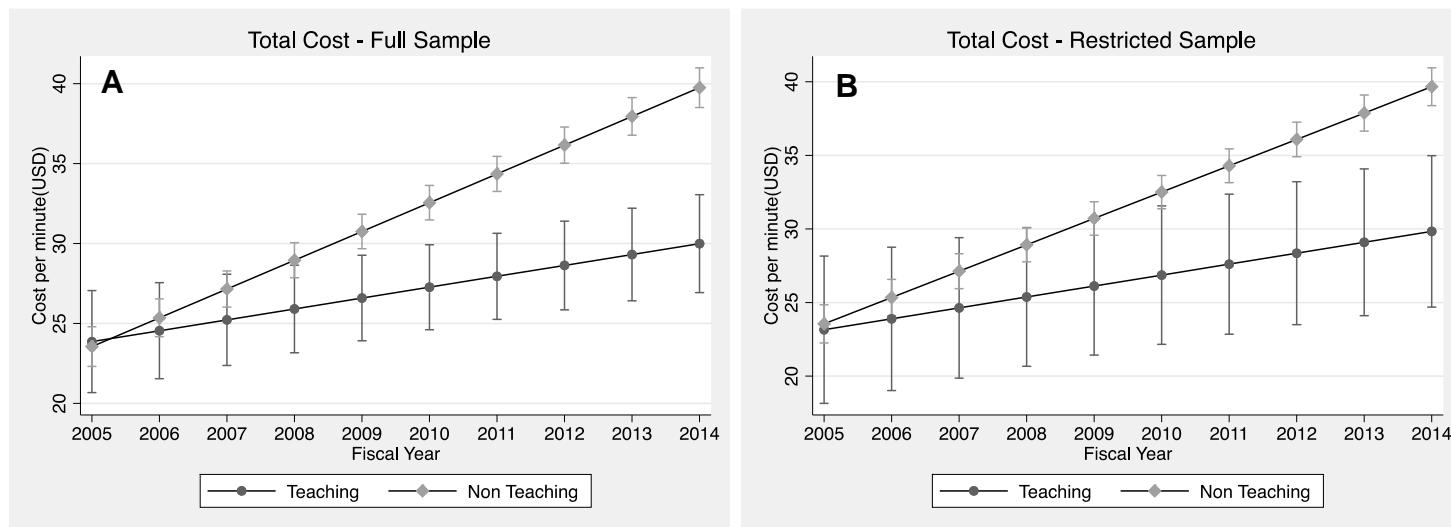 Total Cost - Full Sample
A
Cost per minute(USD)
40
35
30
25
20
2005 2006 2007 2008 2009 2010 2011 2012 2013 2014
Fiscal Year
Teaching Non Teaching
Total Cost - Restricted Sample
B
Cost per minute(USD)
40
35
30
25
20
2005 2006 2007 2008 2009 2010 2011 2012 2013 2014
Fiscal Year
Teaching Non Teaching